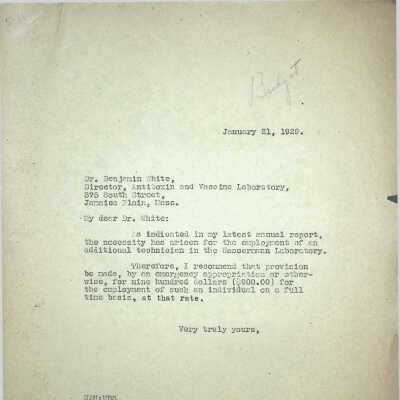 Budget
January 21, 1929.
Dr. Benjamin White,
Director, Antitoxin and Vaccine Laboratory,
375 South Street,
Jamaica Plain, Mass.
My dear Dr. White:
As indicated in my latest annual report,
the necessity has arisen for the employment of an
additional technician in the Wasserman Laboratory.
Therefore, I recommend that provision
be made, by an emergency appropriation or other-
wise, for nine hundred dollars ($900.00) for
the employment of such an individual on a full
time basis, at that rate.
Very truly yours,